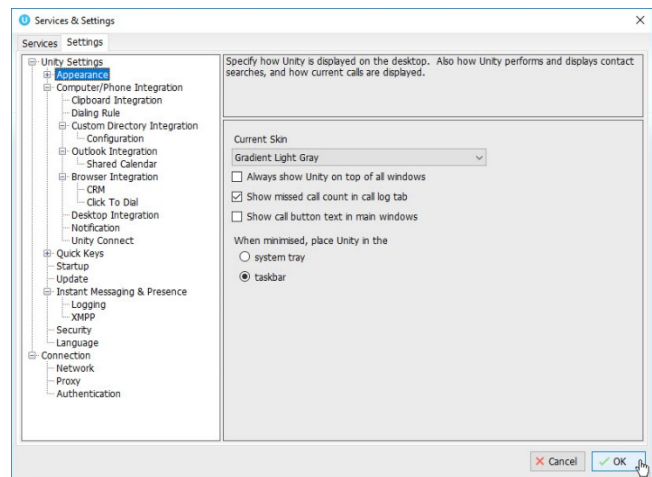 Services & Settings
Services Settings
Unity Settings
Appearance
Computer/Phone Integration
Clipboard Integration
Dialing Rule
Custom Directory Integration
Configuration
Outlook Integration
Shared Calendar
Browser Integration
CRM
Click To Dial
Desktop Integration
Notification
Unity Connect
Quick Keys
Startup
Update
Instant Messaging & Presence
Logging
XMPP
Security
Language
Connection
Network
Proxy
Authentication
Specify how Unity is displayed on the desktop. Also how Unity performs and displays contact
searches, and how current calls are displayed.
Current Skin
Gradient Light Gray
Always show Unity on top of all windows
Show missed call count in call log tab
Show call button text in main windows
When minimised, place Unity in the
system tray
taskbar
Cancel OK